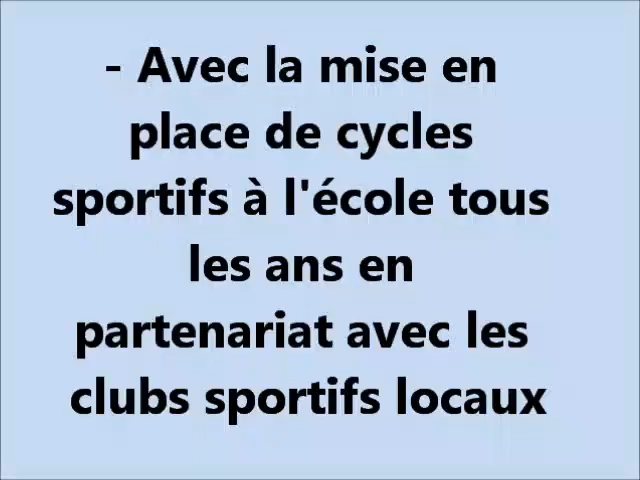 - Avec la mise en
place de cycles
sportifs à l'école tous
les ans en
partenariat avec les
clubs sportifs locaux